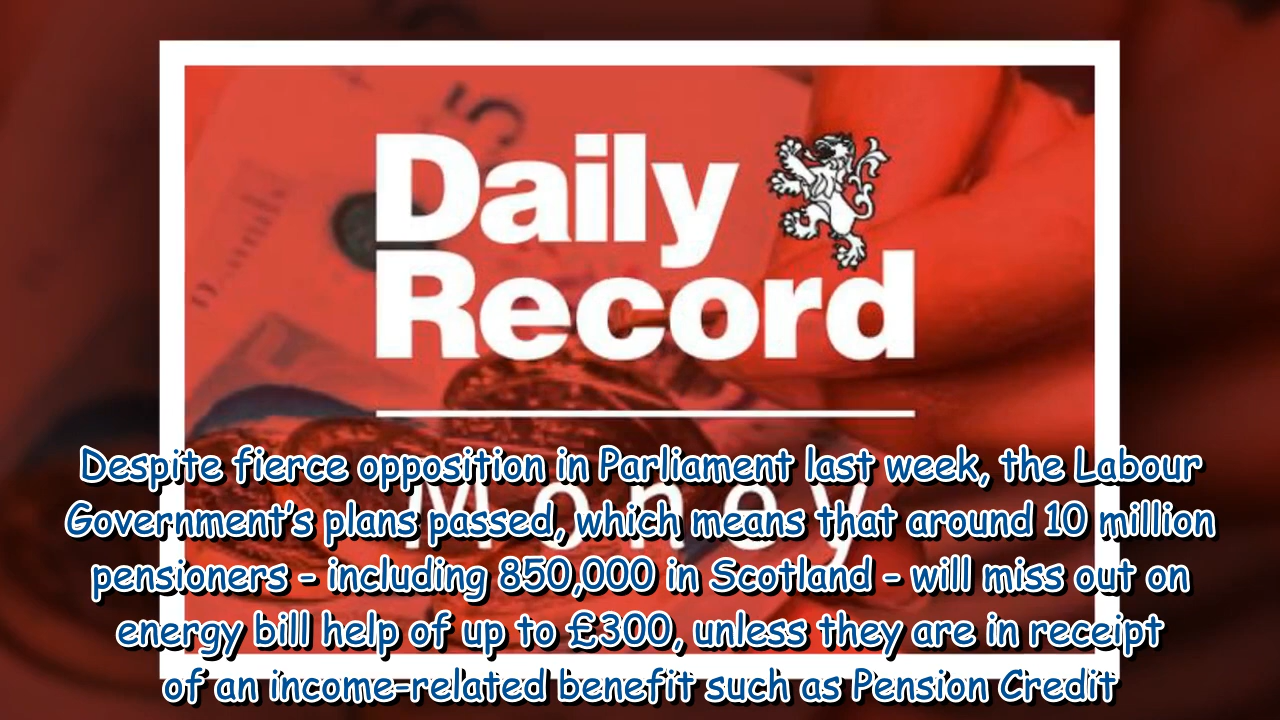 Daily
Record
Money
Despite fierce opposition in Parliament last week, the Labour
Government's plans passed, which means that around 10 million
pensioners - including 850,000 in Scotland - will miss out on
energy bill help of up to £300, unless they are in receipt
of an income-related benefit such as Pension Credit
5